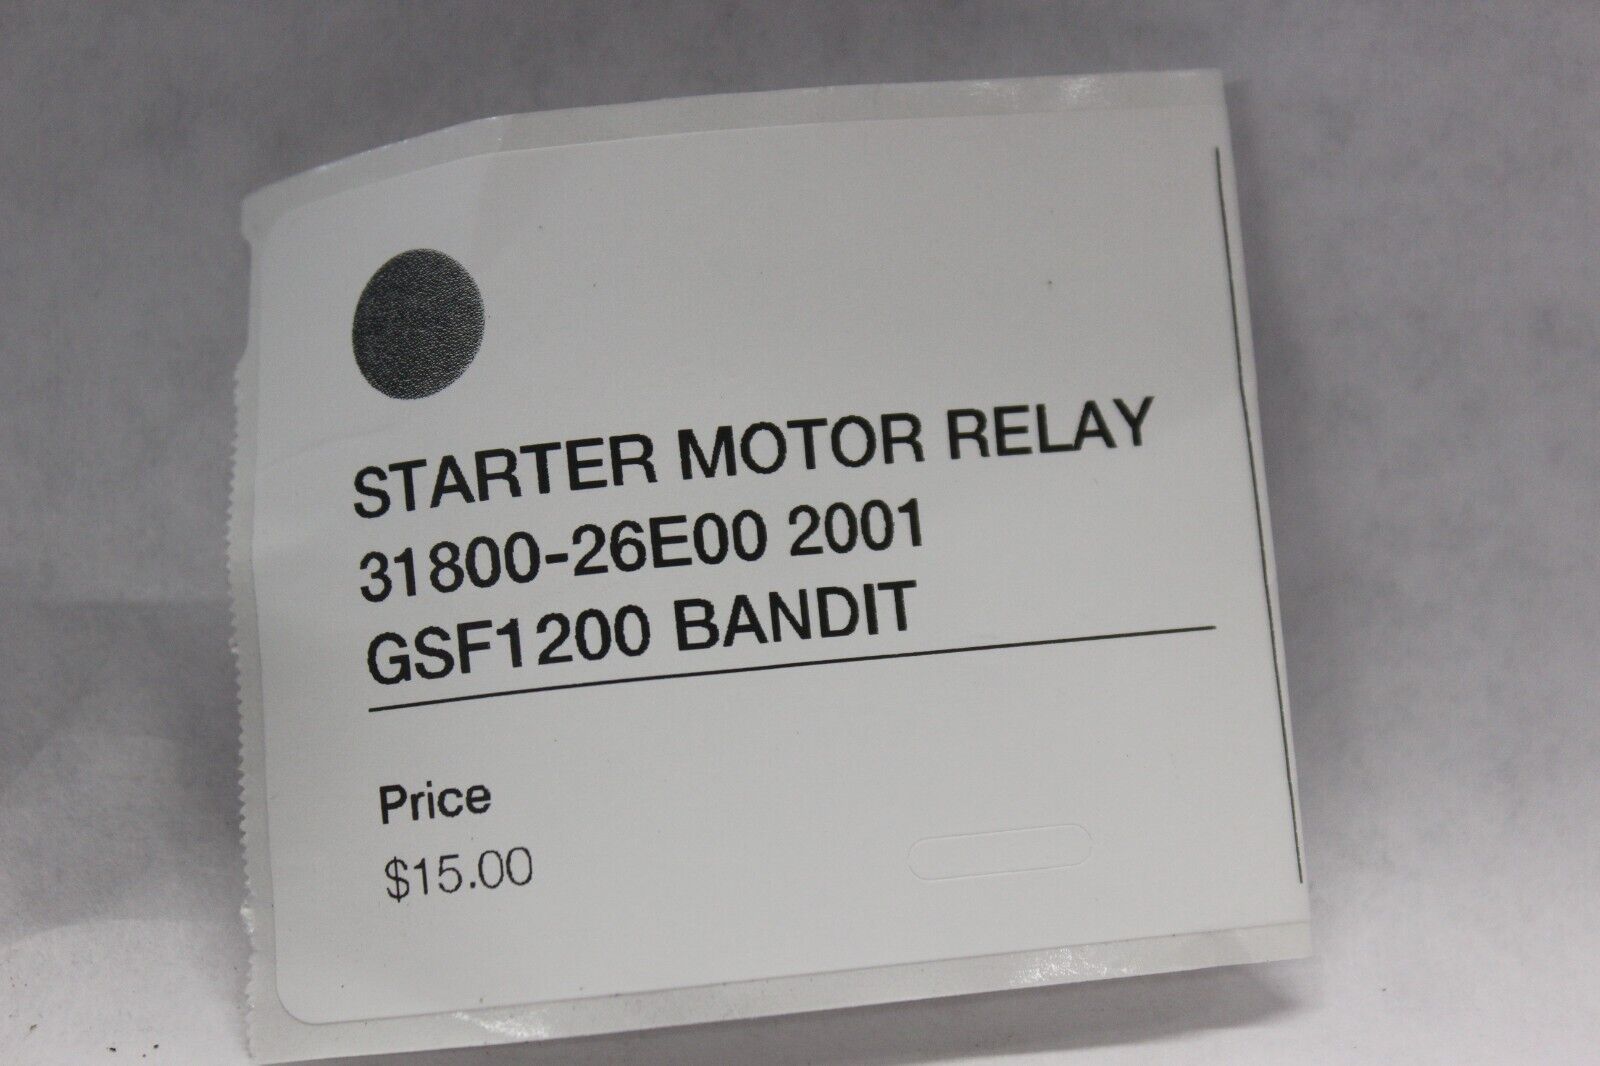 STARTER MOTOR RELAY
31800-26E00 2001
GSF1200 BANDIT
Price
$15.00